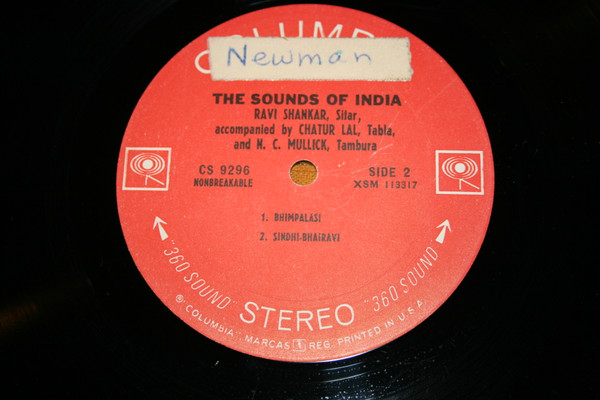 COLUMB
Newman
THE SOUNDS OF INDIA
RAVI SHANKAR, Sitar,
accompanied by CHATUR LAL, Tabla,
and N. C. MULLICK, Tambura
CS 9296
NONBREAKABLE
SIDE 2
XSM 113317
1. BHIMPALASI
2. SINDHI-BHAIRAVI
"360 SOUND" STEREO "360 SOUND"
℗ "COLUMBIA" MARCAS REG. PRINTED IN U.S.A.